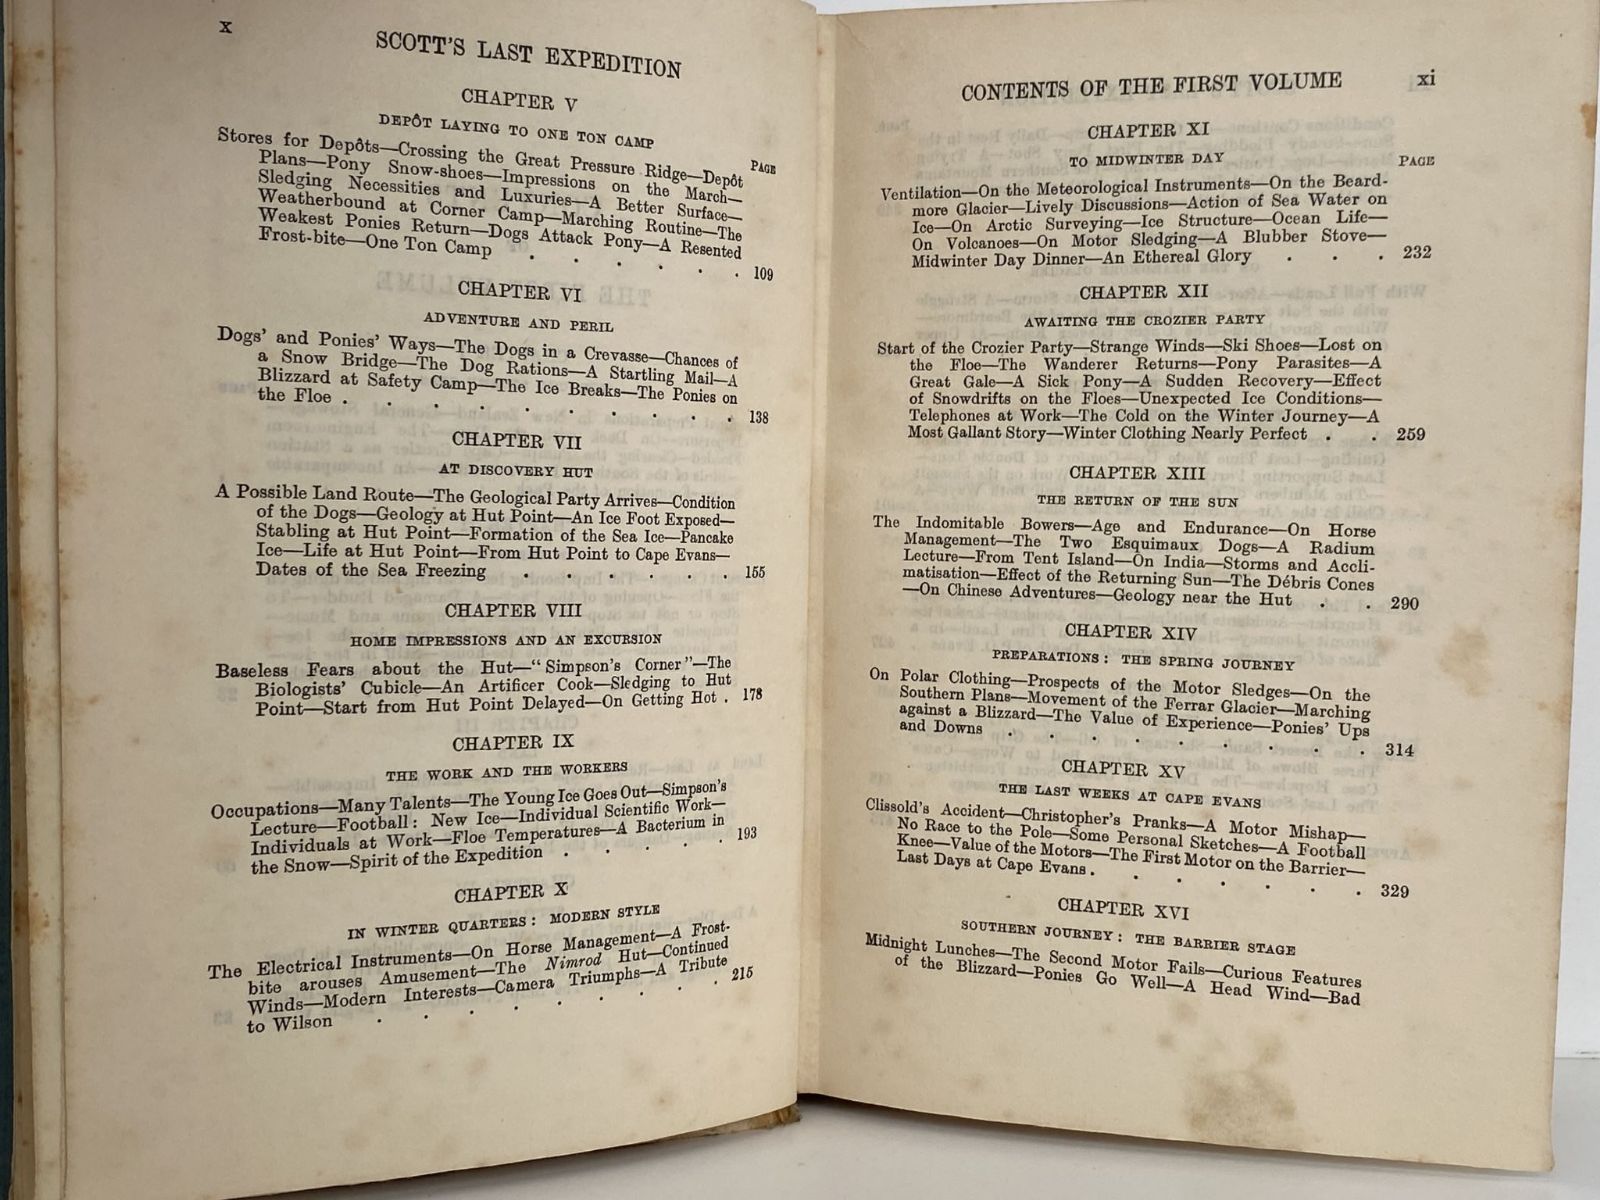 x
SCOTT'S LAST EXPEDITION
CHAPTER V
DEPÔT LAYING TO ONE TON CAMP
PAGE
Stores for Depôts—Crossing the Great Pressure Ridge—Depôt
Plans—Pony Snow-shoes—Impressions on the March—
Sledging Necessities and Luxuries—A Better Surface—
Weatherbound at Corner Camp—Marching Routine—The
Weakest Ponies Return—Dogs Attack Pony—A Resented
Frost-bite—One Ton Camp . . . . . . 109
CHAPTER VI
ADVENTURE AND PERIL
Dogs' and Ponies' Ways—The Dogs in a Crevasse—Chances of
a Snow Bridge—The Dog Rations—A Startling Mail—A
Blizzard at Safety Camp—The Ice Breaks—The Ponies on
the Floe . . . . . . . . . . 138
CHAPTER VII
AT DISCOVERY HUT
A Possible Land Route—The Geological Party Arrives—Condition
of the Dogs—Geology at Hut Point—An Ice Foot Exposed—
Stabling at Hut Point—Formation of the Sea Ice—Pancake
Ice—Life at Hut Point—From Hut Point to Cape Evans—
Dates of the Sea Freezing . . . . . . 155
CHAPTER VIII
HOME IMPRESSIONS AND AN EXCURSION
Baseless Fears about the Hut—"Simpson's Corner"—The
Biologists' Cubicle—An Artificer Cook—Sledging to Hut
Point—Start from Hut Point Delayed—On Getting Hot . 178
CHAPTER IX
THE WORK AND THE WORKERS
Occupations—Many Talents—The Young Ice Goes Out—Simpson's
Lecture—Football: New Ice—Individual Scientific Work—
Individuals at Work—Floe Temperatures—A Bacterium in
the Snow—Spirit of the Expedition . . . . . 193
CHAPTER X
IN WINTER QUARTERS: MODERN STYLE
The Electrical Instruments—On Horse Management—A Frost-
bite arouses Amusement—The Nimrod Hut—Continued
Winds—Modern Interests—Camera Triumphs—A Tribute
to Wilson . . . . . . . . . 215
CONTENTS OF THE FIRST VOLUME xi
CHAPTER XI
TO MIDWINTER DAY
PAGE
Ventilation—On the Meteorological Instruments—On the Beard-
more Glacier—Lively Discussions—Action of Sea Water on
Ice—On Arctic Surveying—Ice Structure—Ocean Life—
On Volcanoes—On Motor Sledging—A Blubber Stove—
Midwinter Day Dinner—An Ethereal Glory . . . 232
CHAPTER XII
AWAITING THE CROZIER PARTY
Start of the Crozier Party—Strange Winds—Ski Shoes—Lost on
the Floe—The Wanderer Returns—Pony Parasites—A
Great Gale—A Sick Pony—A Sudden Recovery—Effect
of Snowdrifts on the Floes—Unexpected Ice Conditions—
Telephones at Work—The Cold on the Winter Journey—A
Most Gallant Story—Winter Clothing Nearly Perfect . . 259
CHAPTER XIII
THE RETURN OF THE SUN
The Indomitable Bowers—Age and Endurance—On Horse
Management—The Two Esquimaux Dogs—A Radium
Lecture—From Tent Island—On India—Storms and Accli-
matisation—Effect of the Returning Sun—The Débris Cones
—On Chinese Adventures—Geology near the Hut . . 290
CHAPTER XIV
PREPARATIONS: THE SPRING JOURNEY
On Polar Clothing—Prospects of the Motor Sledges—On the
Southern Plans—Movement of the Ferrar Glacier—Marching
against a Blizzard—The Value of Experience—Ponies' Ups
and Downs . . . . . . . . . 314
CHAPTER XV
THE LAST WEEKS AT CAPE EVANS
Clissold's Accident—Christopher's Pranks—A Motor Mishap—
No Race to the Pole—Some Personal Sketches—A Football
Knee—Value of the Motors—The First Motor on the Barrier—
Last Days at Cape Evans . . . . . . . 329
CHAPTER XVI
SOUTHERN JOURNEY: THE BARRIER STAGE
Midnight Lunches—The Second Motor Fails—Curious Features
of the Blizzard—Ponies Go Well—A Head Wind—Bad